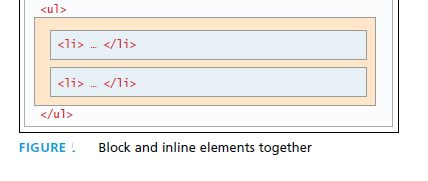 <ul>
<li> … </li>
<li> … </li>
</ul>
FIGURE Block and inline elements together